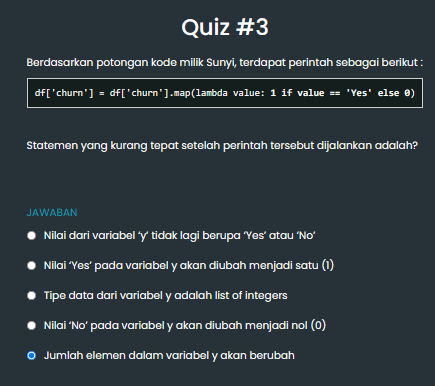 Quiz #3
Berdasarkan potongan kode milik Sunyi, terdapat perintah sebagai berikut :
df['churn'] = df['churn'].map(lambda value: 1 if value == 'Yes' else 0)
Statemen yang kurang tepat setelah perintah tersebut dijalankan adalah?
JAWABAN
Nilai dari variabel ‘y’ tidak lagi berupa ‘Yes’ atau ‘No’
Nilai ‘Yes’ pada variabel y akan diubah menjadi satu (1)
Tipe data dari variabel y adalah list of integers
Nilai ‘No’ pada variabel y akan diubah menjadi nol (0)
Jumlah elemen dalam variabel y akan berubah